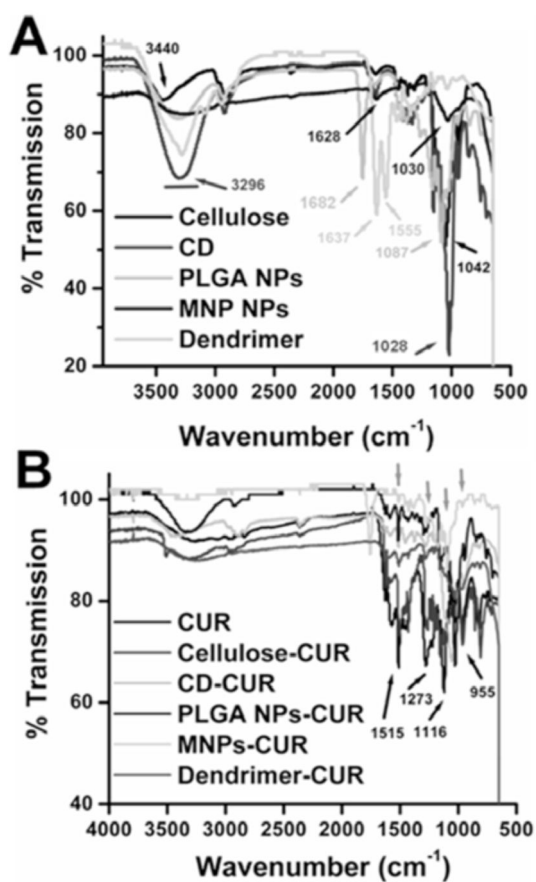 A
% Transmission
100
80
60
40
20
3440
3296
1628
1030
1682
1637
1555
1087
1042
1028
Cellulose
CD
PLGA NPs
MNP NPs
Dendrimer
3500 3000 2500 2000 1500 1000 500
Wavenumber (cm-1)
B
% Transmission
100
80
60
40
CUR
Cellulose-CUR
CD-CUR
PLGA NPs-CUR
MNPs-CUR
Dendrimer-CUR
1515
1273
1116
955
4000 3500 3000 2500 2000 1500 1000 500
Wavenumber (cm-1)